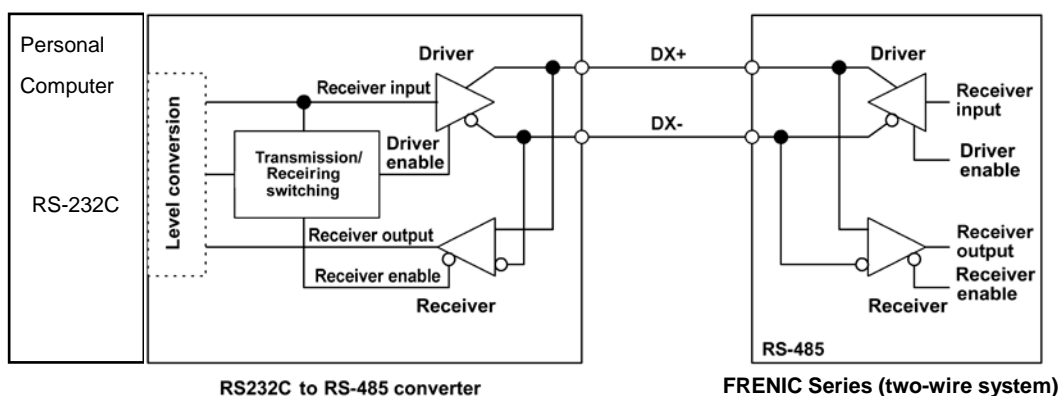 Personal
Computer
RS-232C
Level conversion
Receiver input
Driver
Transmission/
Receiring
switching
Driver
enable
Receiver output
Receiver enable
Receiver
DX+
DX-
Driver
Receiver
input
Driver
enable
Receiver
output
Receiver
enable
Receiver
RS-485
RS232C to RS-485 converter
FRENIC Series (two-wire system)